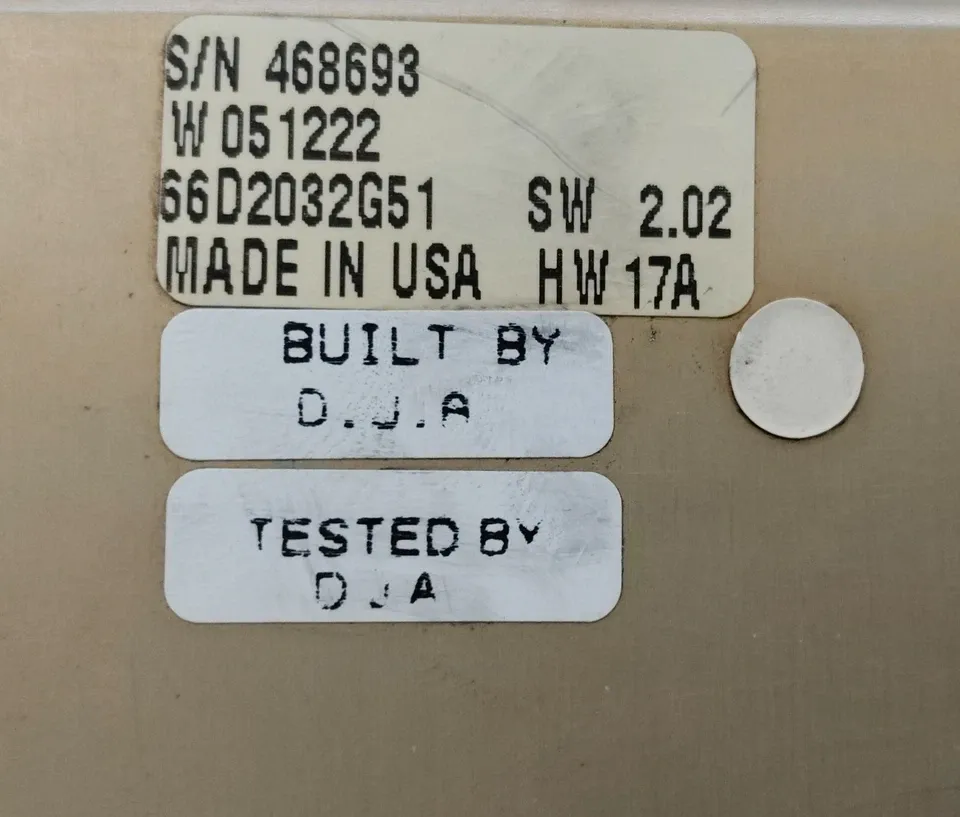 S/N 468693
W 051222
66D2032G51 SW 2.02
MADE IN USA HW 17A
BUILT BY
D.J.A
TESTED BY
D J A